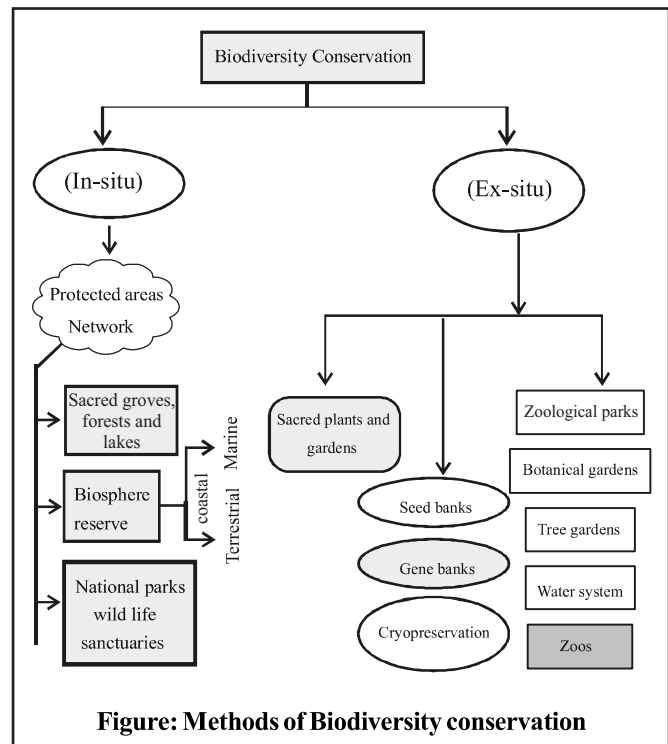 Biodiversity Conservation
(In-situ)
(Ex-situ)
Protected areas
Network
Sacred groves,
forests and
lakes
Biosphere
reserve
Marine
coastal
Terrestrial
National parks
wild life
sanctuaries
Sacred plants and
gardens
Seed banks
Gene banks
Cryopreservation
Zoological parks
Botanical gardens
Tree gardens
Water system
Zoos
Figure: Methods of Biodiversity conservation